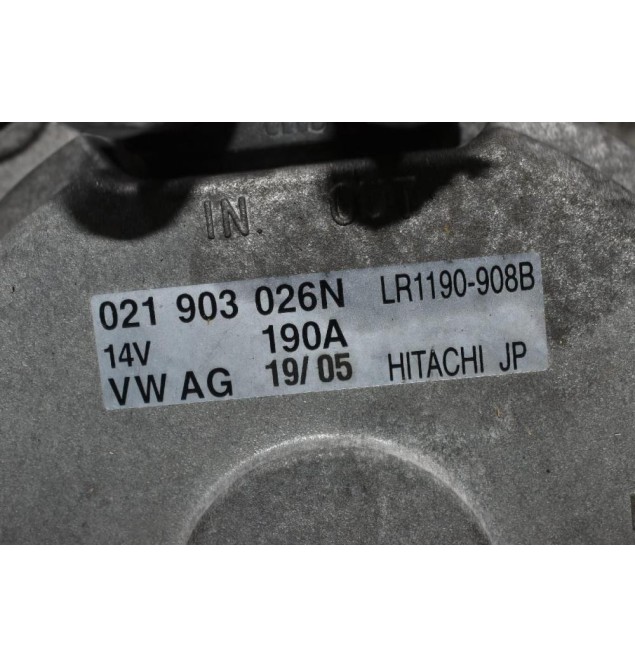 IN OUT
021 903 026N LR1190-908B
14V 190A
VW AG 19/05 HITACHI JP